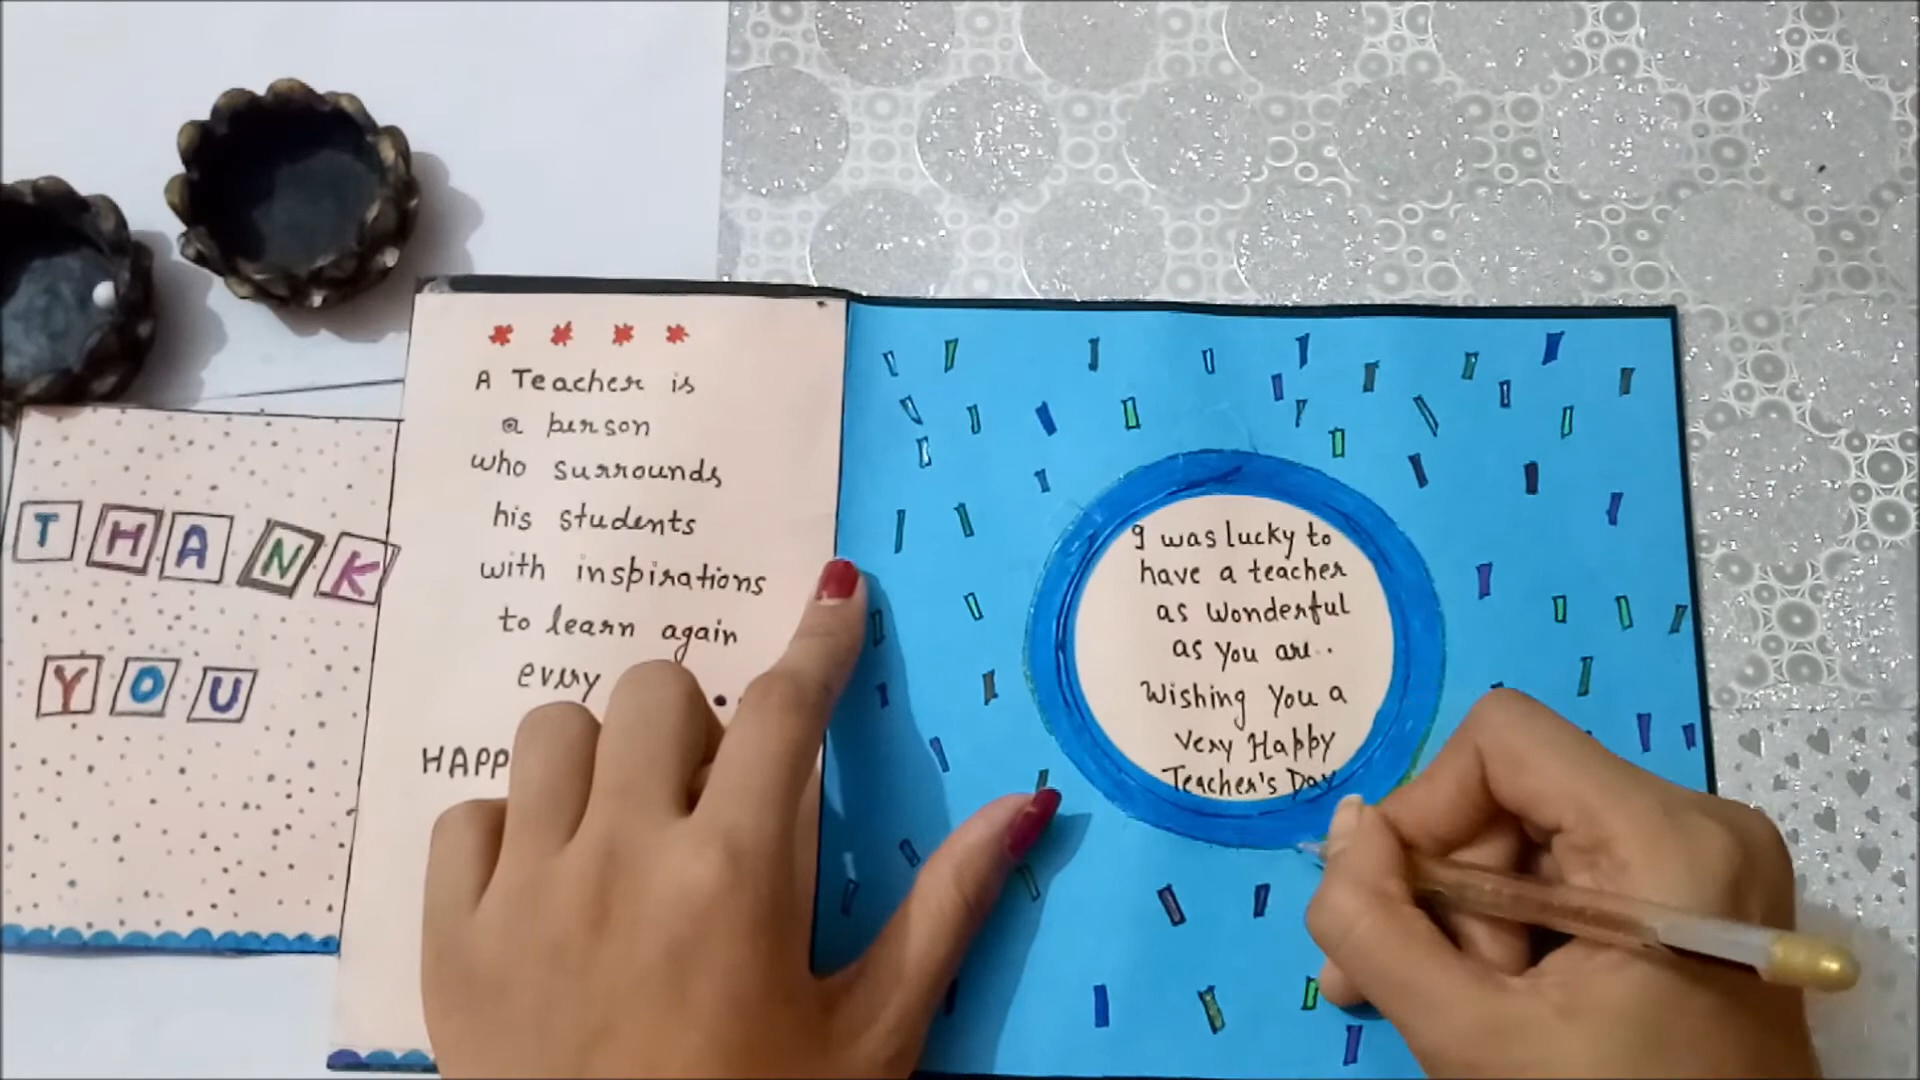 THANK
YOU
A Teacher is
a person
who surrounds
his students
with inspirations
to learn again
every
HAPP
I was lucky to
have a teacher
as wonderful
as you are..
Wishing You a
Very Happy
Teacher's Day